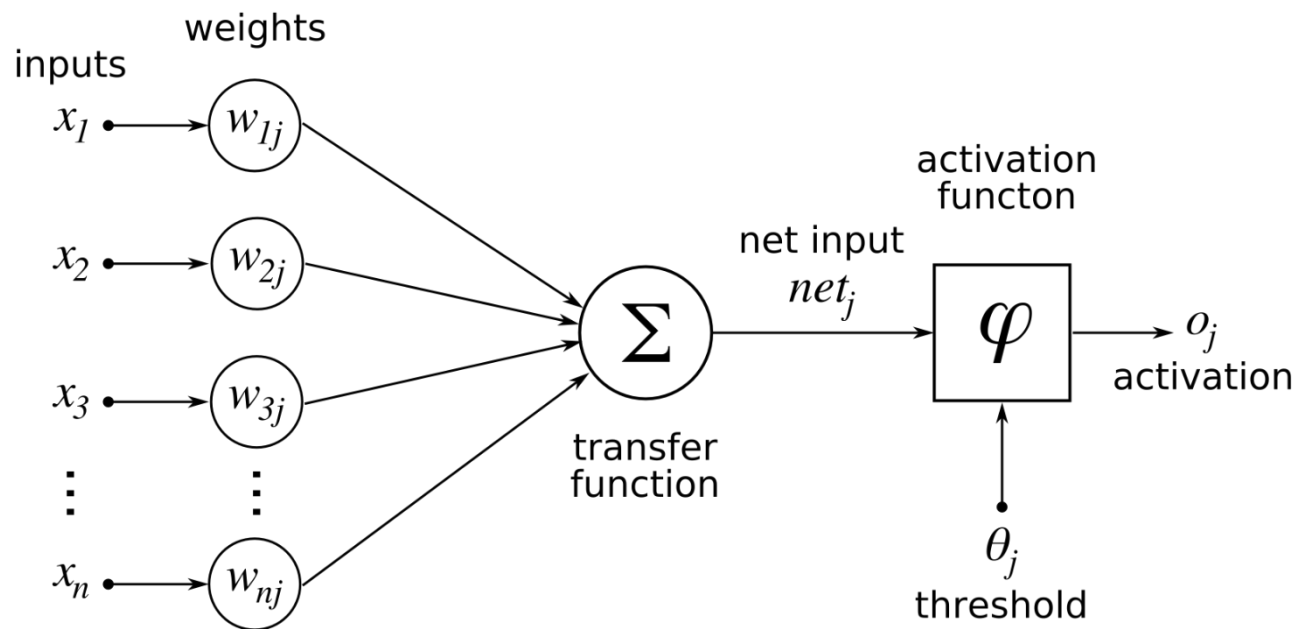 weights
inputs
x1
w1j
x2
w2j
x3
w3j
⋮
⋮
xn
wnj
Σ
transfer
function
net input
netj
activation
functon
φ
oj
activation
θj
threshold